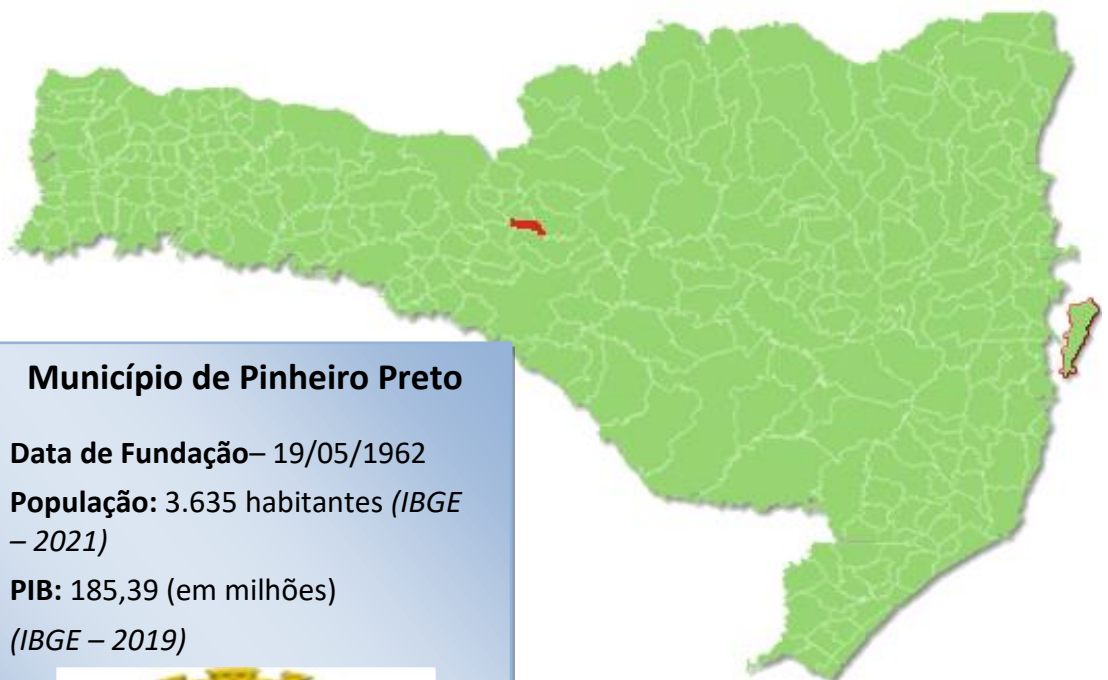 Município de Pinheiro Preto
Data de Fundação– 19/05/1962
População: 3.635 habitantes (IBGE
– 2021)
PIB: 185,39 (em milhões)
(IBGE – 2019)